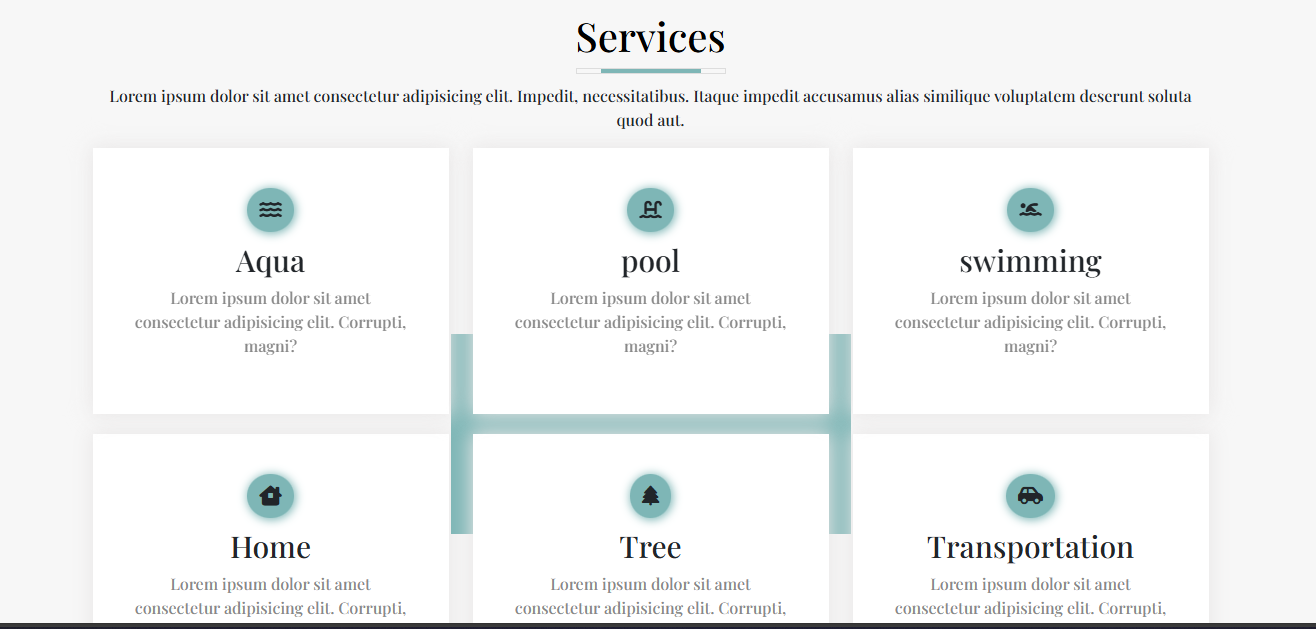 Services
Lorem ipsum dolor sit amet consectetur adipisicing elit. Impedit, necessitatibus. Itaque impedit accusamus alias similique voluptatem deserunt soluta
quod aut.
Aqua
Lorem ipsum dolor sit amet
consectetur adipisicing elit. Corrupti,
magni?
pool
Lorem ipsum dolor sit amet
consectetur adipisicing elit. Corrupti,
magni?
swimming
Lorem ipsum dolor sit amet
consectetur adipisicing elit. Corrupti,
magni?
Home
Lorem ipsum dolor sit amet
consectetur adipisicing elit. Corrupti,
Tree
Lorem ipsum dolor sit amet
consectetur adipisicing elit. Corrupti,
Transportation
Lorem ipsum dolor sit amet
consectetur adipisicing elit. Corrupti,